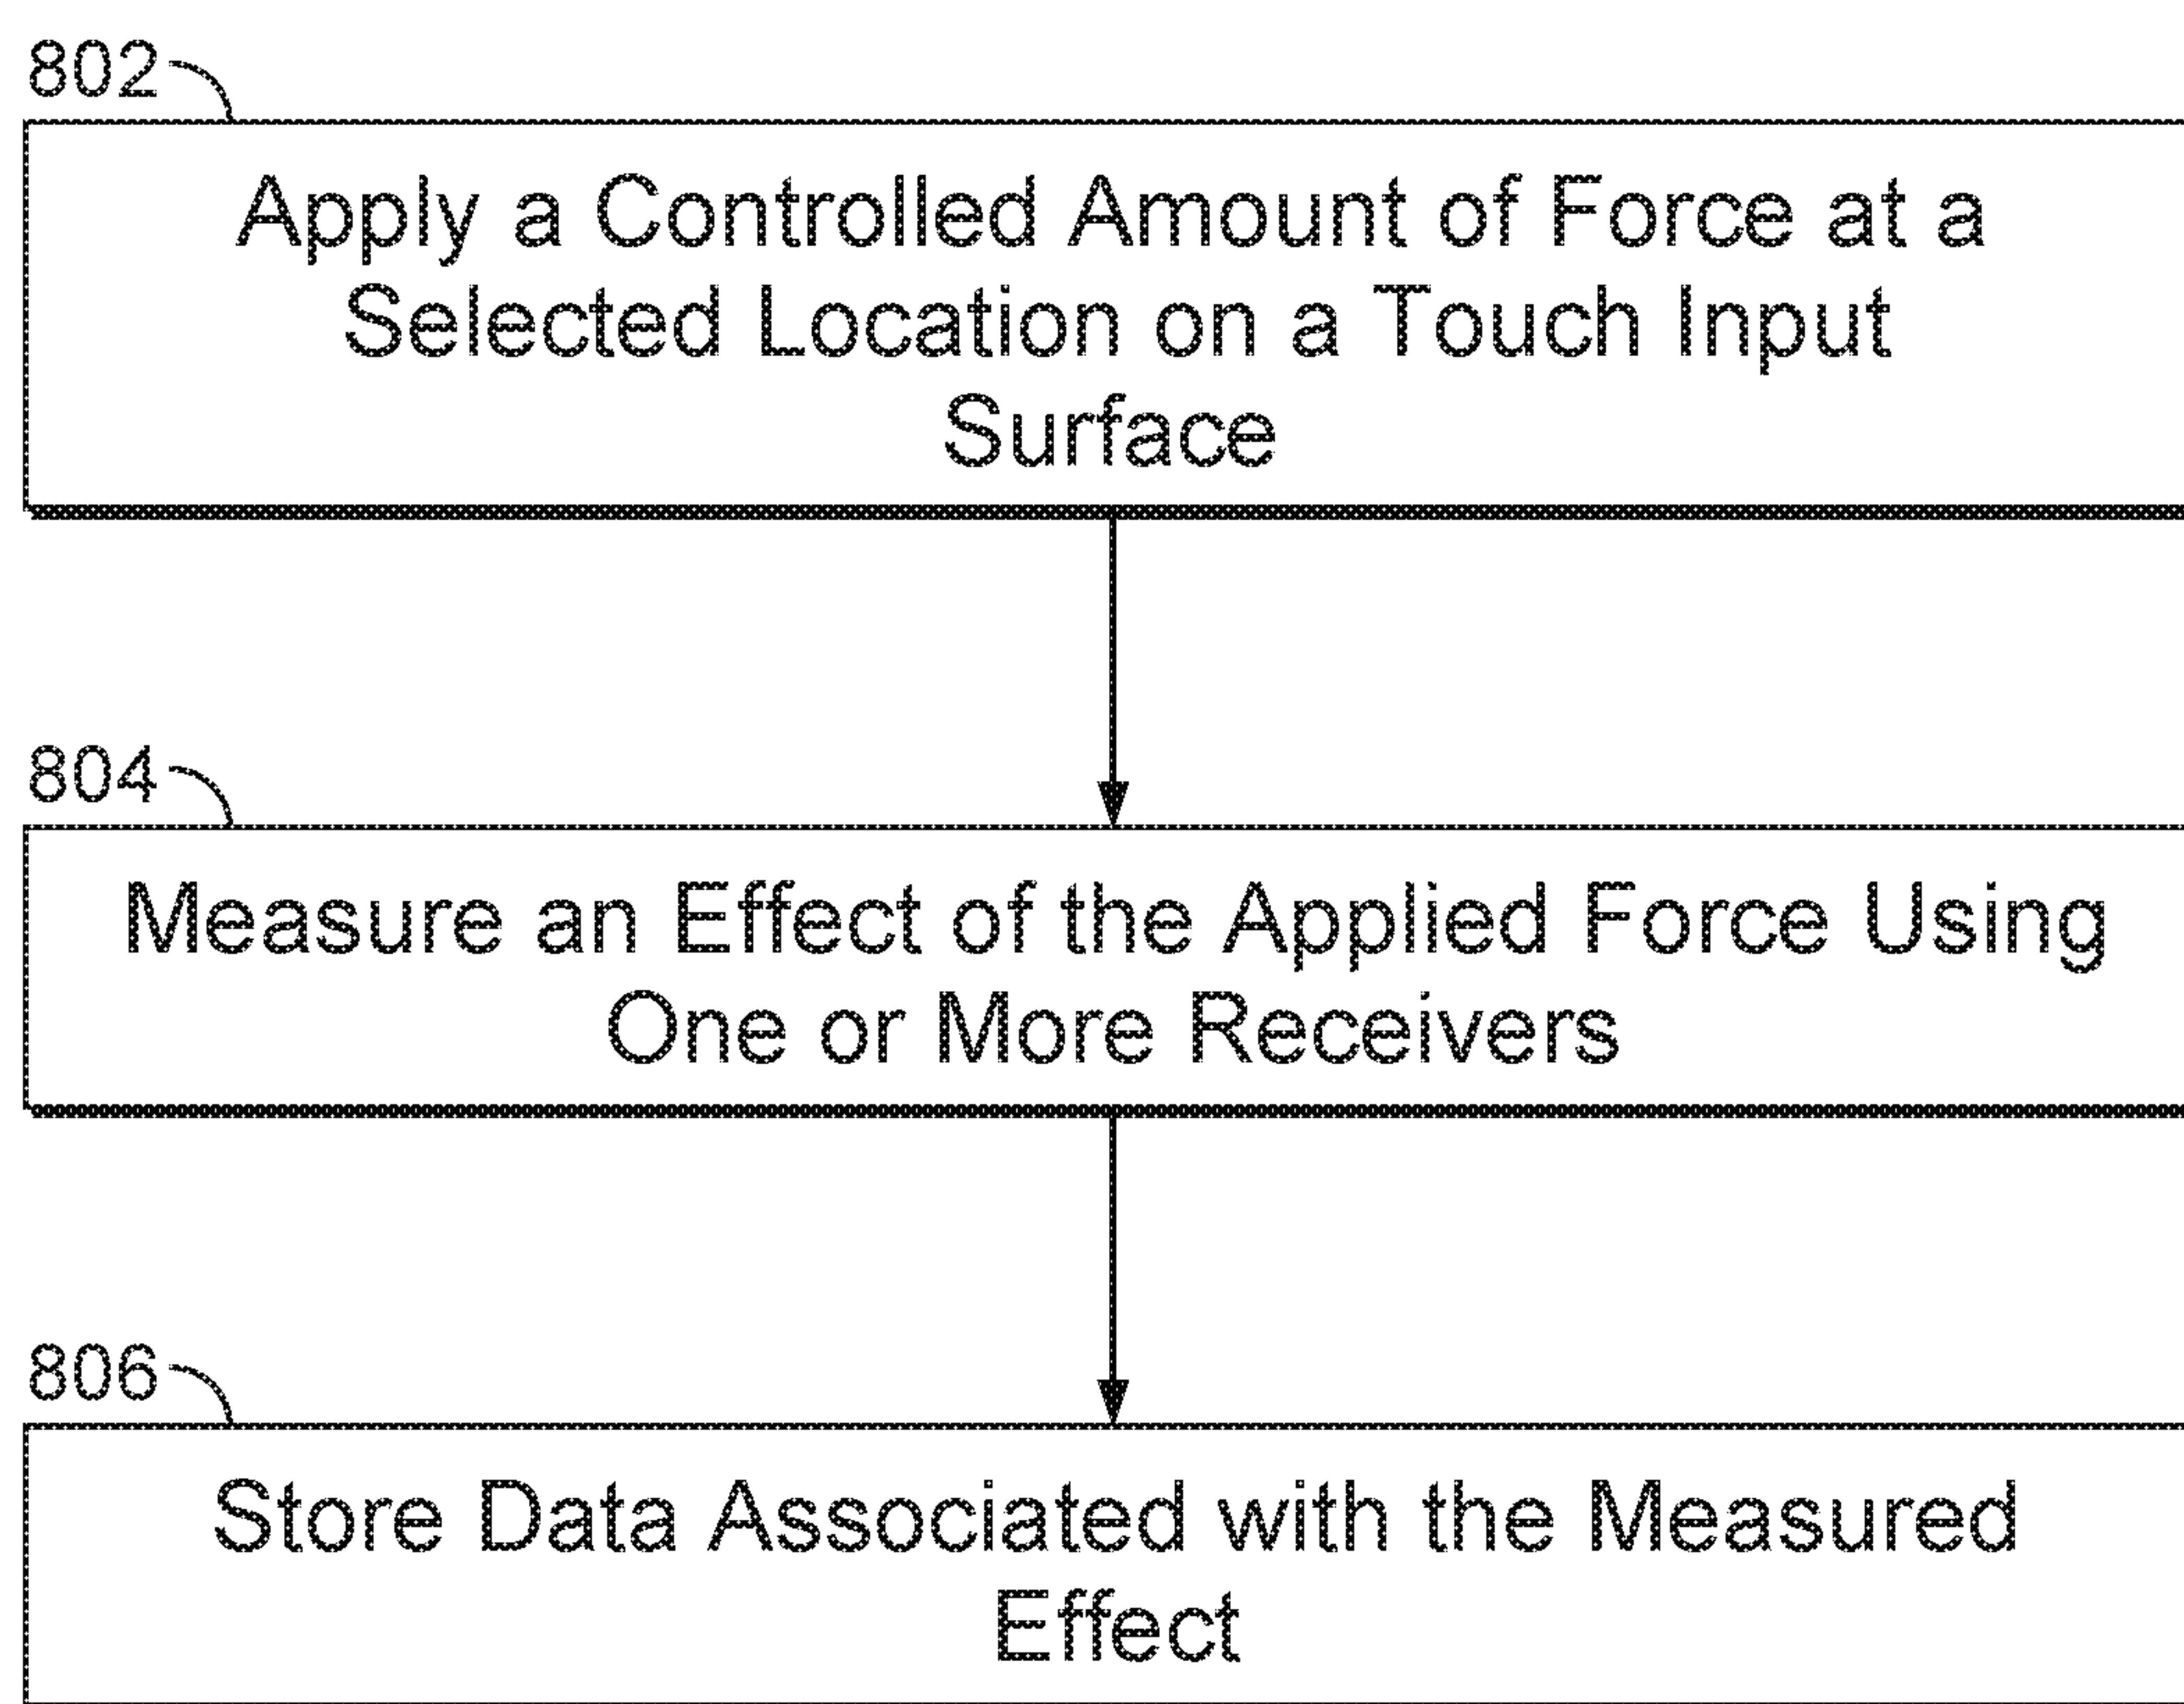 802
Apply a Controlled Amount of Force at a
Selected Location on a Touch Input
Surface
804
Measure an Effect of the Applied Force Using
One or More Receivers
806
Store Data Associated with the Measured
Effect